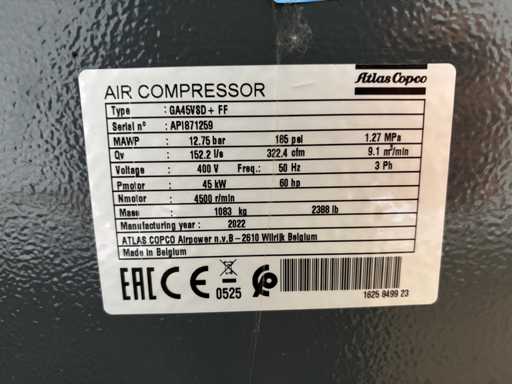 Atlas Copco
AIR COMPRESSOR
Type : GA45VSD+ FF
Serial n° : API871259
MAWP 12.75 bar 185 psi 1.27 MPa
Qv 152.2 l/s 322.4 cfm 9.1 m³/min
Voltage 400 V Freq.: 50 Hz 3 Ph
Pmotor 45 kW 60 hp
Nmotor 4500 r/min
Mass 1083 kg 2388 lb
Manufacturing year : 2022
ATLAS COPCO Airpower n.v.B-2610 Wilrijk Belgium
Made in Belgium
EAC CE 0525
1625 8499 23